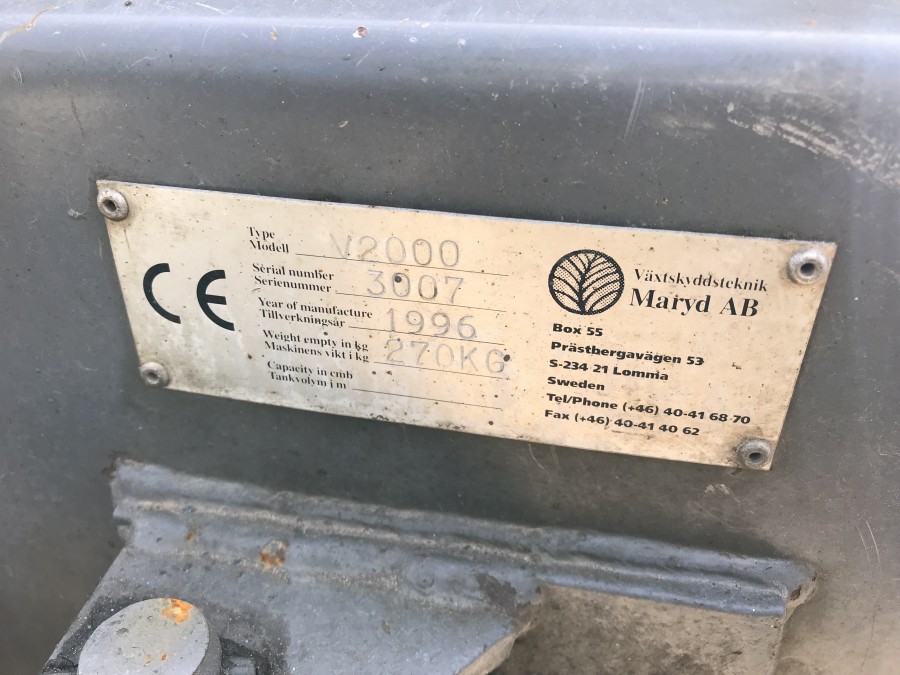 CE
Type
Modell V2000
Serial number
Serienummer 3007
Year of manufacture
Tillverkningsår 1996
Weight empty in kg
Maskinens vikt i kg 270KG
Capacity in cmb
Tankvolym i m
Växtskyddsteknik
Maryd AB
Box 55
Prästbergavägen 53
S-234 21 Lomma
Sweden
Tel/Phone (+46) 40-41 68 70
Fax (+46) 40-41 40 62